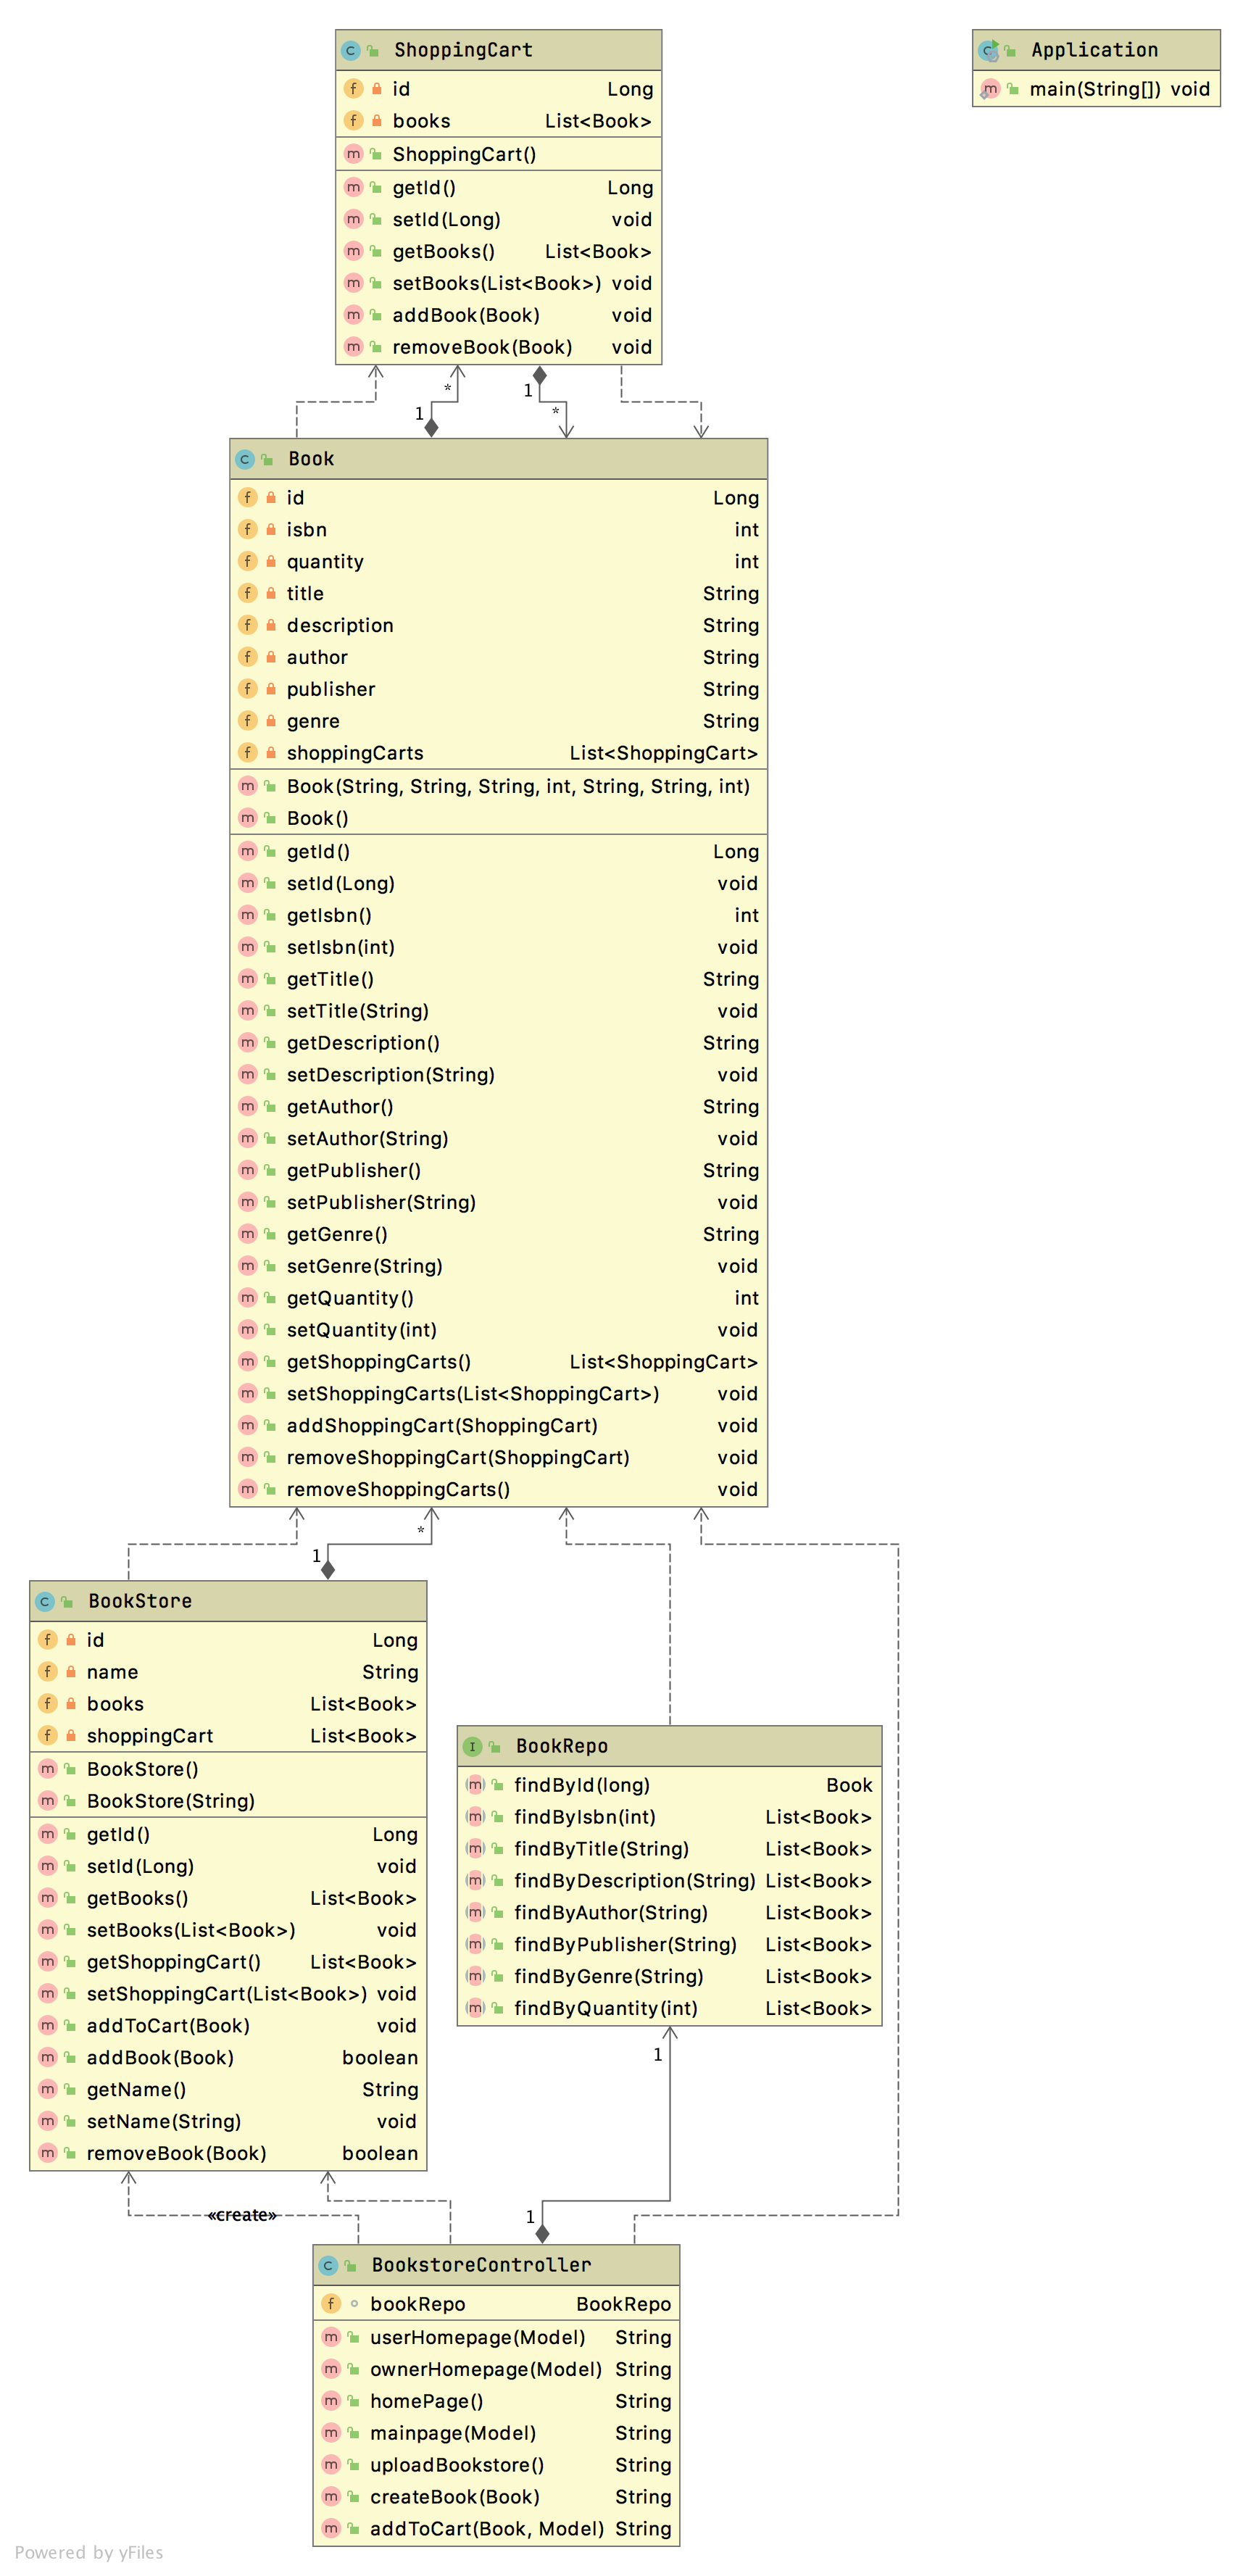 ShoppingCart
id Long
books List<Book>
ShoppingCart()
getId() Long
setId(Long) void
getBooks() List<Book>
setBooks(List<Book>) void
addBook(Book) void
removeBook(Book) void
Application
main(String[]) void
1
*
1
*
Book
id Long
isbn int
quantity int
title String
description String
author String
publisher String
genre String
shoppingCarts List<ShoppingCart>
Book(String, String, String, int, String, String, int)
Book()
getId() Long
setId(Long) void
getIsbn() int
setIsbn(int) void
getTitle() String
setTitle(String) void
getDescription() String
setDescription(String) void
getAuthor() String
setAuthor(String) void
getPublisher() String
setPublisher(String) void
getGenre() String
setGenre(String) void
getQuantity() int
setQuantity(int) void
getShoppingCarts() List<ShoppingCart>
setShoppingCarts(List<ShoppingCart>) void
addShoppingCart(ShoppingCart) void
removeShoppingCart(ShoppingCart) void
removeShoppingCarts() void
1
*
BookStore
id Long
name String
books List<Book>
shoppingCart List<Book>
BookStore()
BookStore(String)
getId() Long
setId(Long) void
getBooks() List<Book>
setBooks(List<Book>) void
getShoppingCart() List<Book>
setShoppingCart(List<Book>) void
addToCart(Book) void
addBook(Book) boolean
getName() String
setName(String) void
removeBook(Book) boolean
BookRepo
findById(long) Book
findByIsbn(int) List<Book>
findByTitle(String) List<Book>
findByDescription(String) List<Book>
findByAuthor(String) List<Book>
findByPublisher(String) List<Book>
findByGenre(String) List<Book>
findByQuantity(int) List<Book>
1
«create»
1
BookstoreController
bookRepo BookRepo
userHomepage(Model) String
ownerHomepage(Model) String
homePage() String
mainpage(Model) String
uploadBookstore() String
createBook(Book) String
addToCart(Book, Model) String
Powered by yFiles